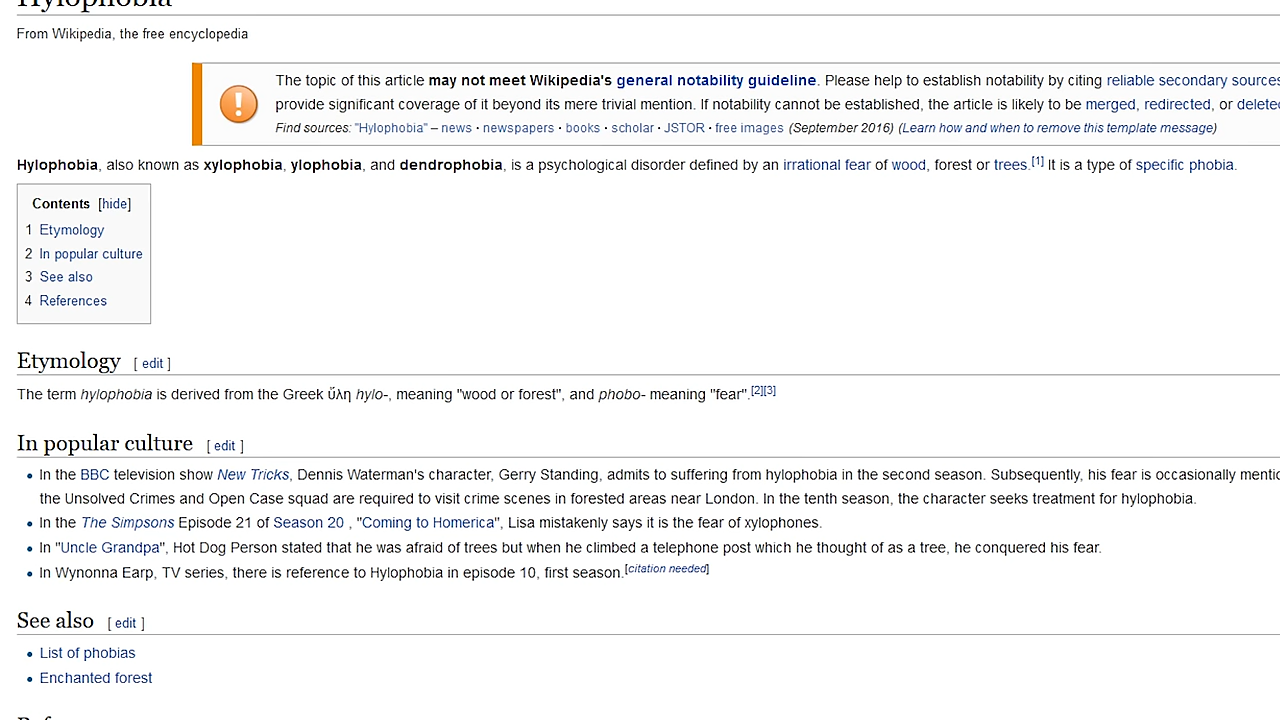 Hylophobia
From Wikipedia, the free encyclopedia
The topic of this article may not meet Wikipedia's general notability guideline. Please help to establish notability by citing reliable secondary sources
provide significant coverage of it beyond its mere trivial mention. If notability cannot be established, the article is likely to be merged, redirected, or delete
Find sources: "Hylophobia" – news · newspapers · books · scholar · JSTOR · free images (September 2016) (Learn how and when to remove this template message)
Hylophobia, also known as xylophobia, ylophobia, and dendrophobia, is a psychological disorder defined by an irrational fear of wood, forest or trees.[1] It is a type of specific phobia.
Contents [hide]
1 Etymology
2 In popular culture
3 See also
4 References
Etymology [ edit ]
The term hylophobia is derived from the Greek ὕλη hylo-, meaning "wood or forest", and phobo- meaning "fear".[2][3]
In popular culture [ edit ]
• In the BBC television show New Tricks, Dennis Waterman's character, Gerry Standing, admits to suffering from hylophobia in the second season. Subsequently, his fear is occasionally mentio
the Unsolved Crimes and Open Case squad are required to visit crime scenes in forested areas near London. In the tenth season, the character seeks treatment for hylophobia.
• In the The Simpsons Episode 21 of Season 20 , "Coming to Homerica", Lisa mistakenly says it is the fear of xylophones.
• In "Uncle Grandpa", Hot Dog Person stated that he was afraid of trees but when he climbed a telephone post which he thought of as a tree, he conquered his fear.
• In Wynonna Earp, TV series, there is reference to Hylophobia in episode 10, first season.[citation needed]
See also [ edit ]
• List of phobias
• Enchanted forest